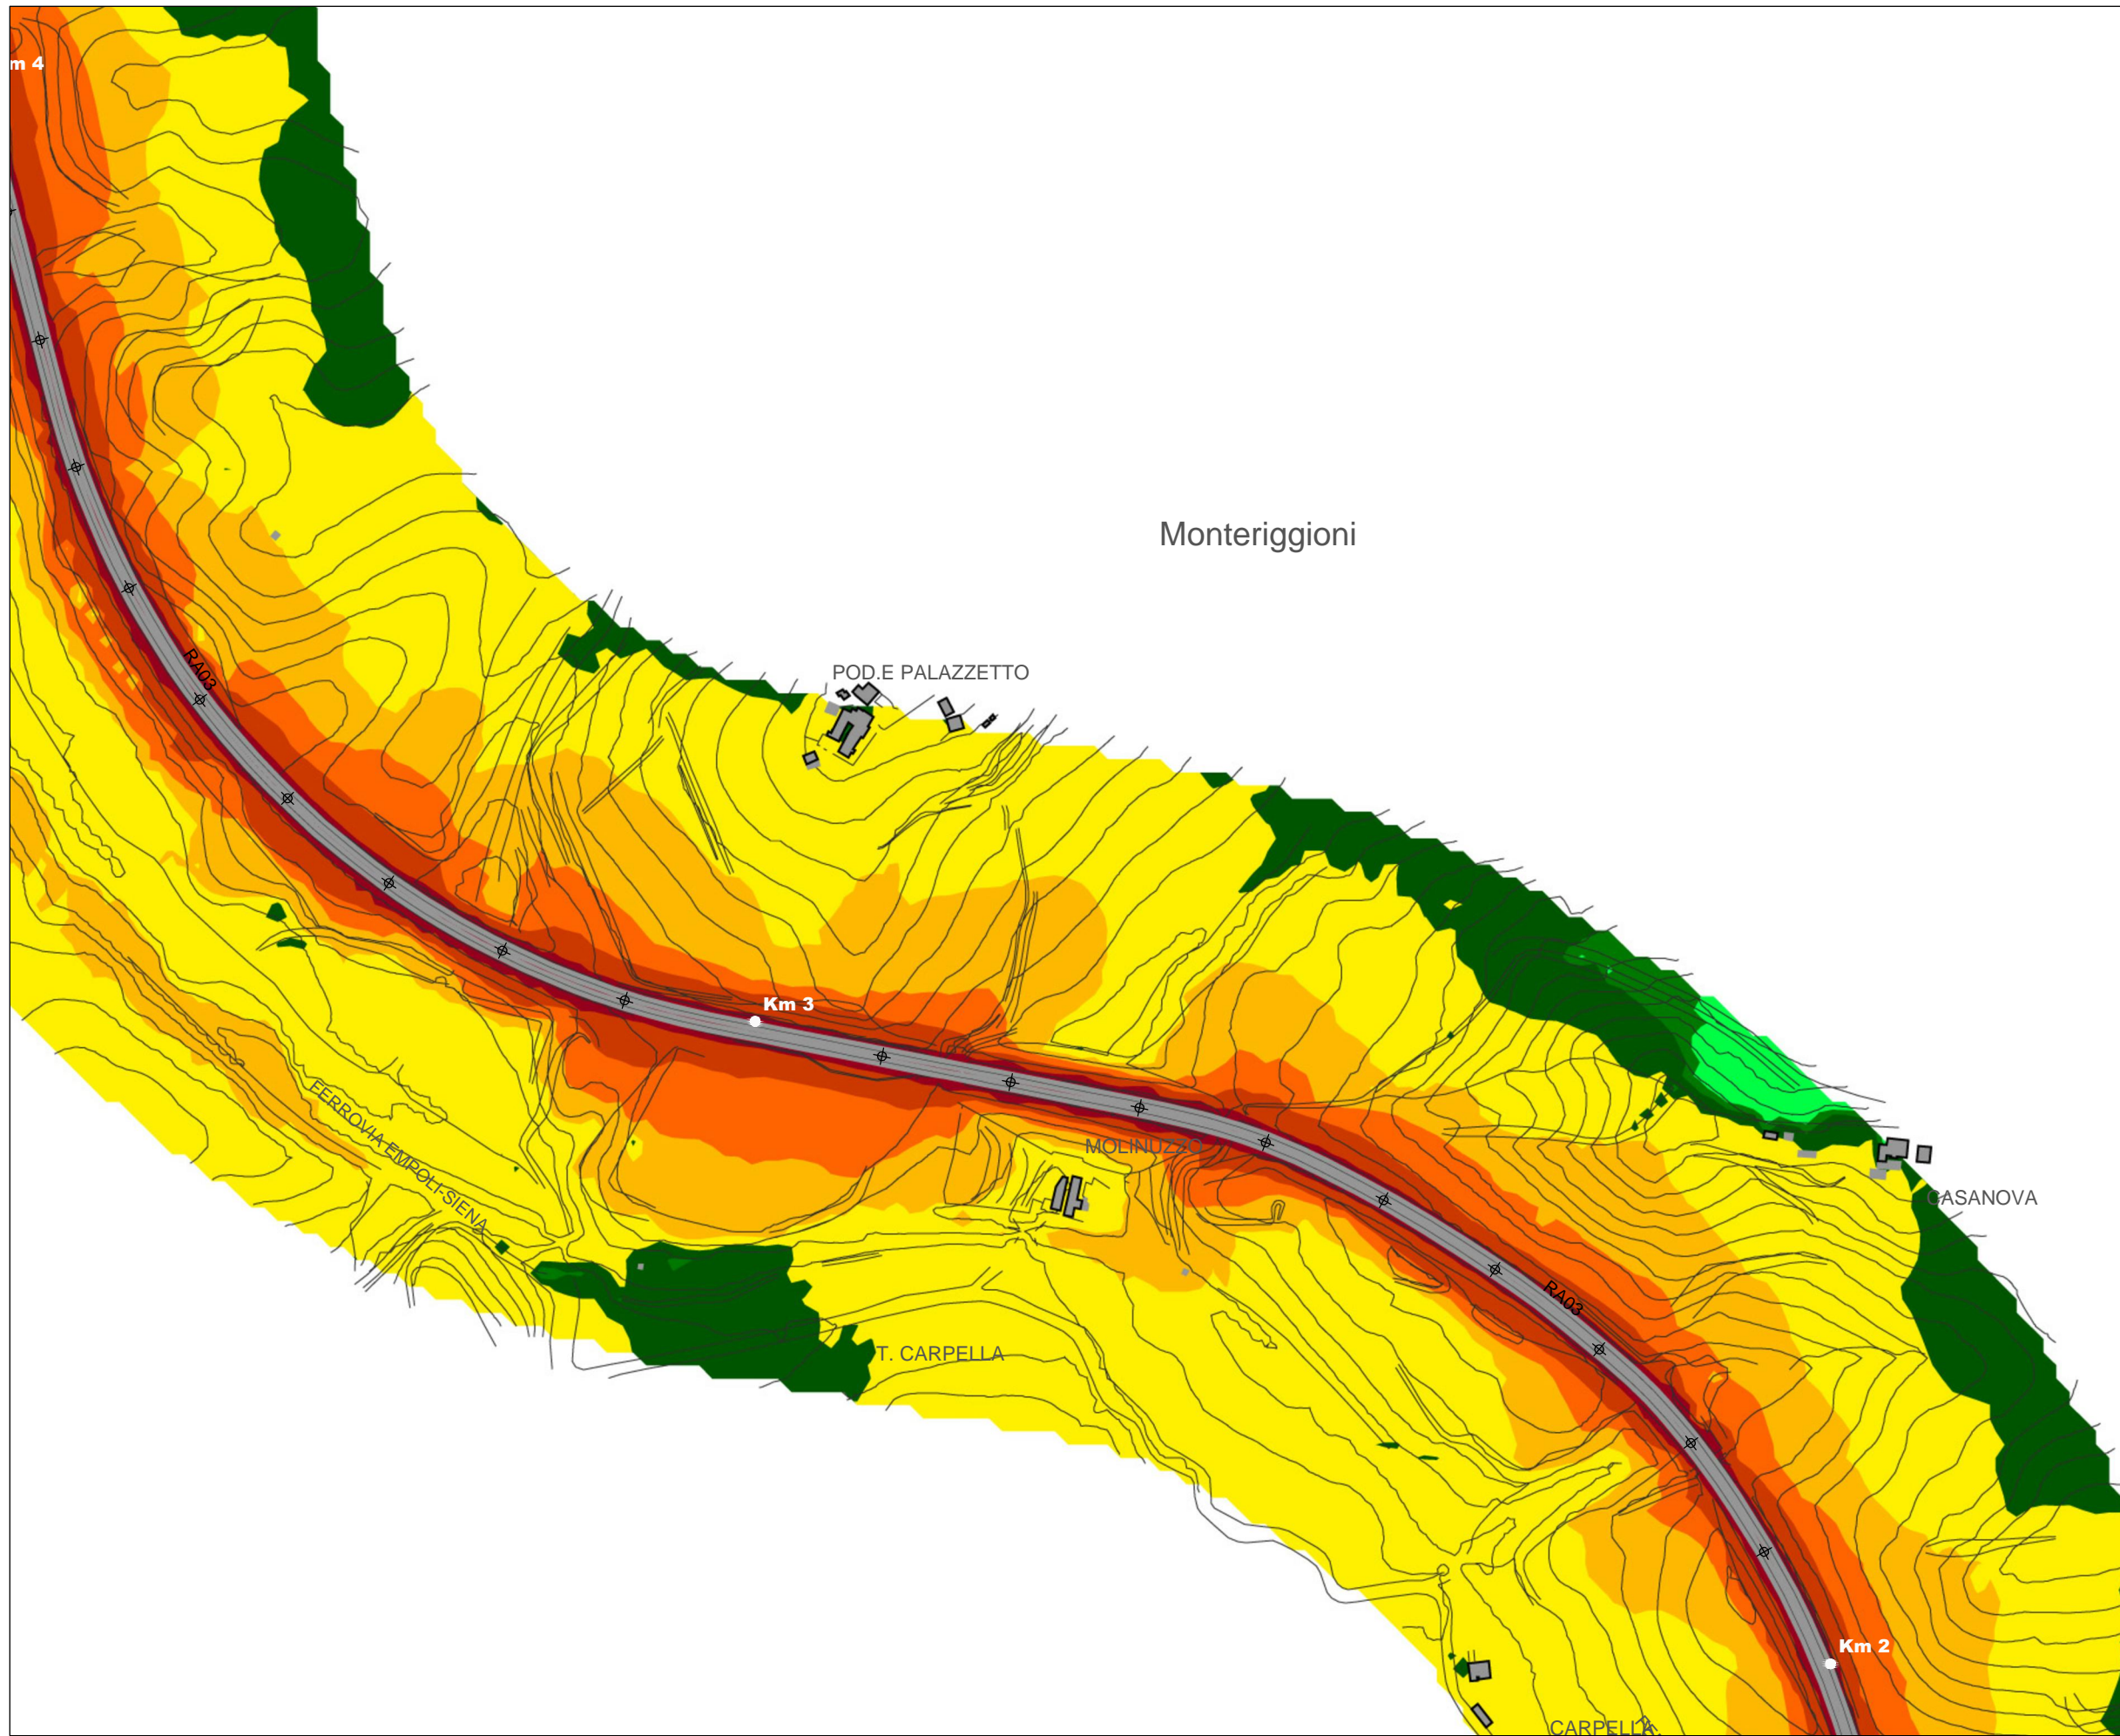 m 4
Monteriggioni
RA03
POD.E PALAZZETTO
Km 3
FERROVIA EMPOLI-SIENA
MOLINUZZO
CASANOVA
RA03
T. CARPELLA
Km 2
CARPELLA